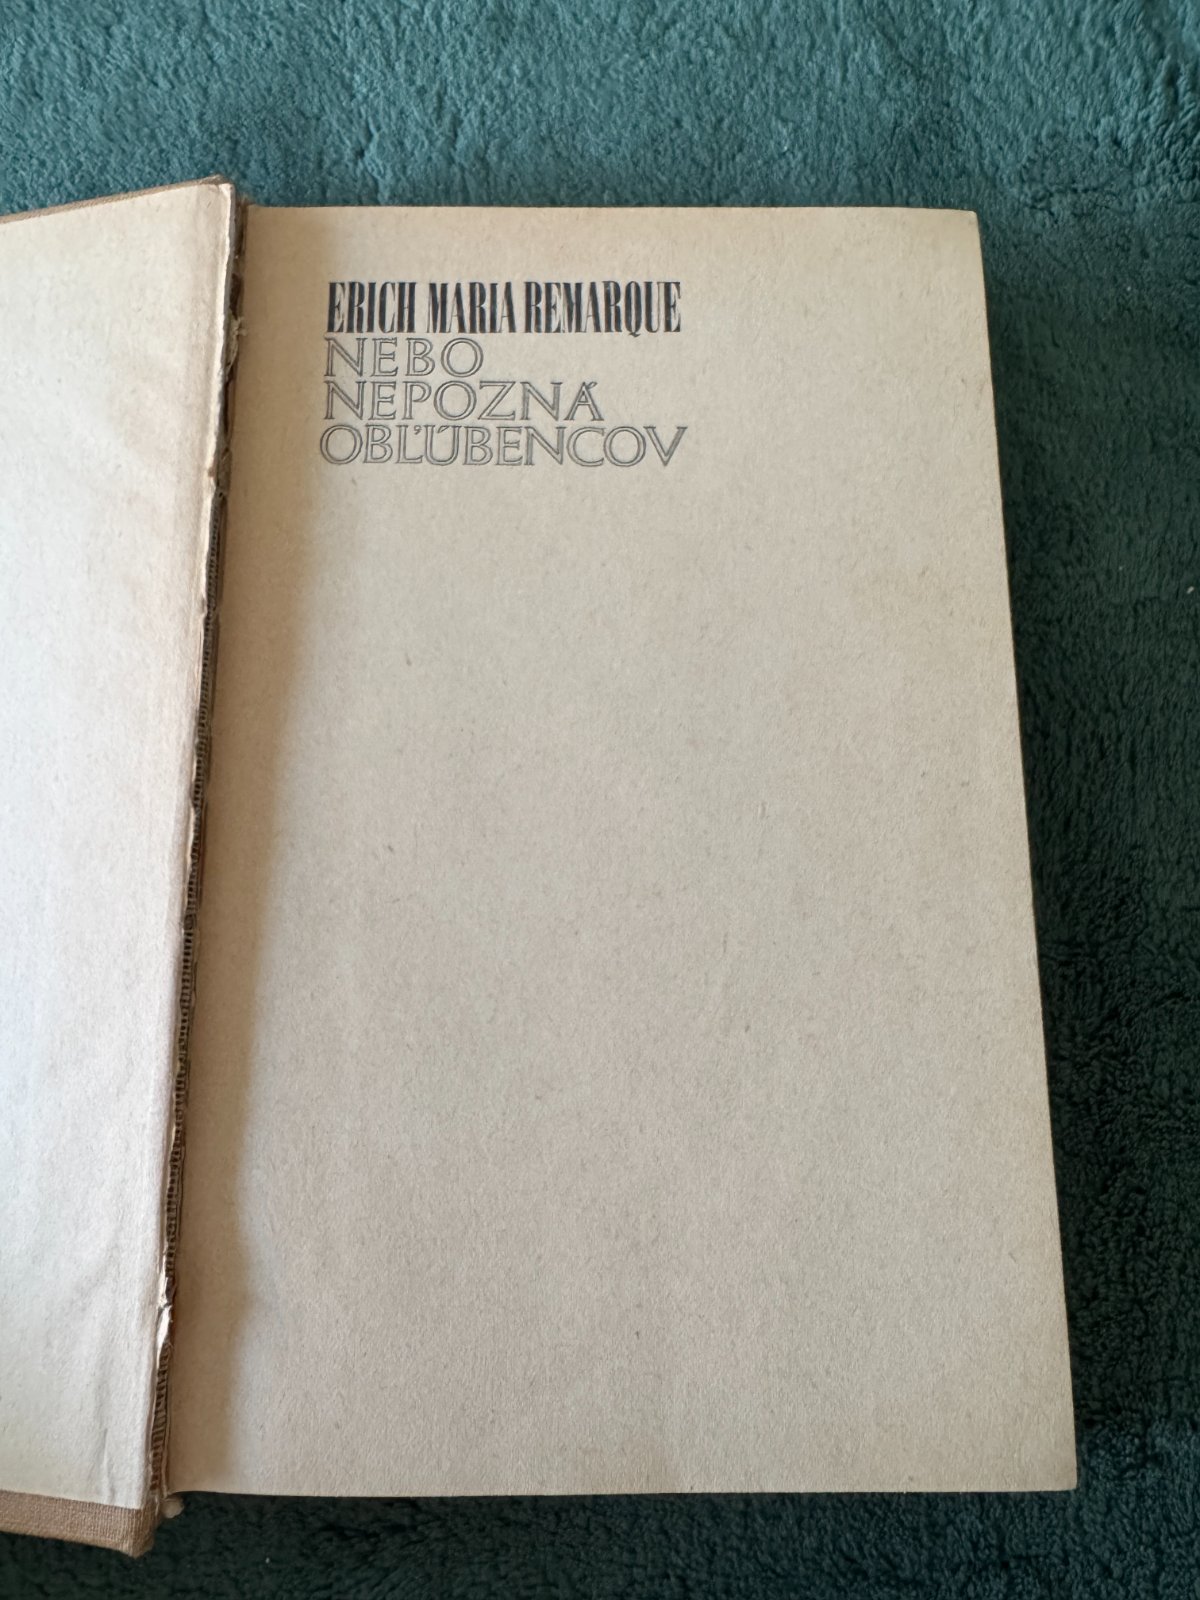 ERICH MARIA REMARQUE
NEBO
NEPOZNÁ
OBĽÚBENCOV